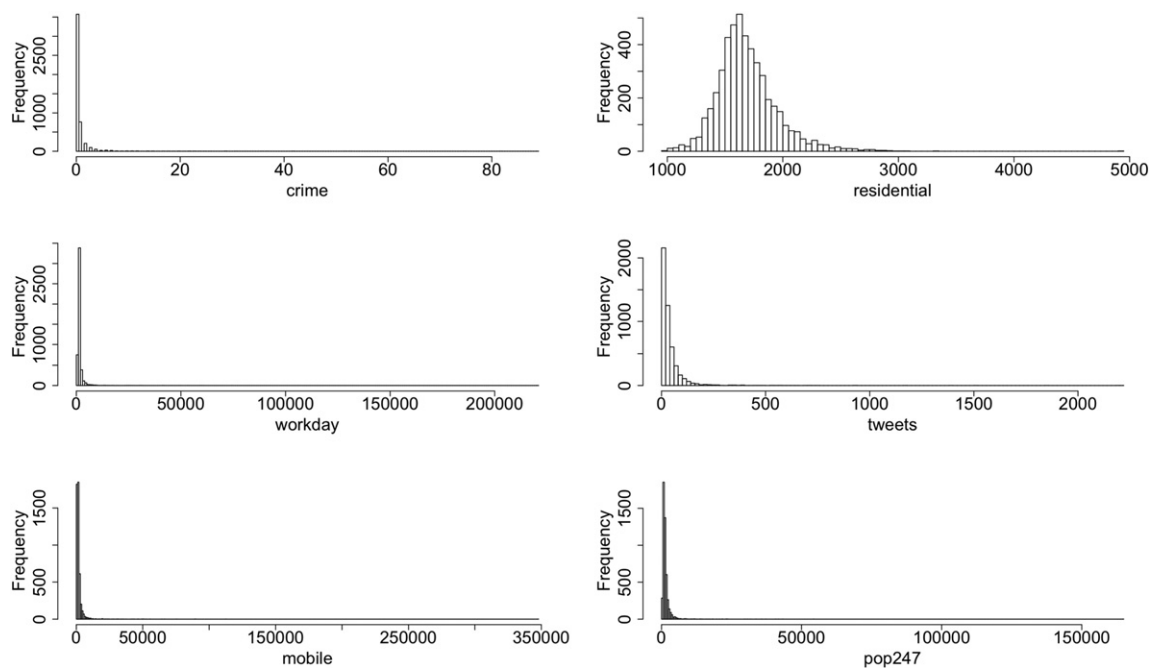 Frequency
2500
1000
0
0 20 40 60 80
crime
Frequency
400
200
0
1000 2000 3000 4000 5000
residential
Frequency
2500
1000
0
0 50000 100000 150000 200000
workday
Frequency
2000
1000
0
0 500 1000 1500 2000
tweets
Frequency
1500
500
0
0 50000 150000 250000 350000
mobile
Frequency
1500
500
0
0 50000 100000 150000
pop247